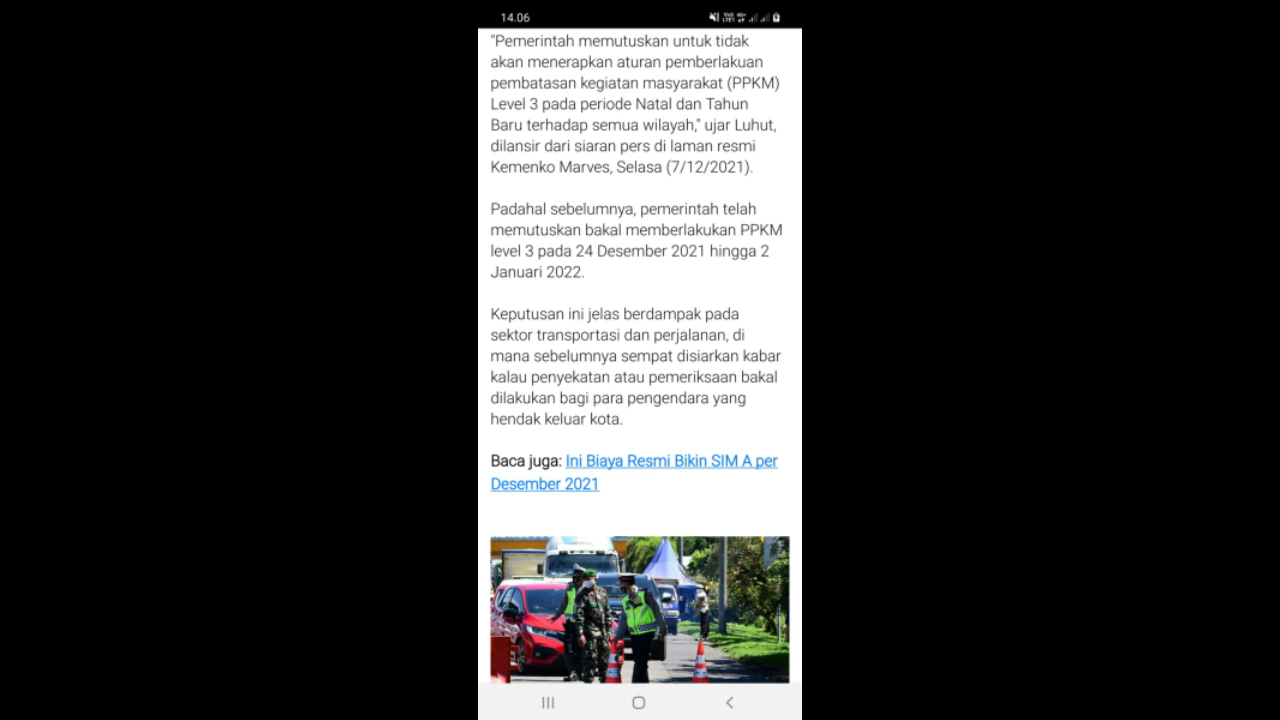 14.06
"Pemerintah memutuskan untuk tidak
akan menerapkan aturan pemberlakuan
pembatasan kegiatan masyarakat (PPKM)
Level 3 pada periode Natal dan Tahun
Baru terhadap semua wilayah," ujar Luhut,
dilansir dari siaran pers di laman resmi
Kemenko Marves, Selasa (7/12/2021).
Padahal sebelumnya, pemerintah telah
memutuskan bakal memberlakukan PPKM
level 3 pada 24 Desember 2021 hingga 2
Januari 2022.
Keputusan ini jelas berdampak pada
sektor transportasi dan perjalanan, di
mana sebelumnya sempat disiarkan kabar
kalau penyekatan atau pemeriksaan bakal
dilakukan bagi para pengendara yang
hendak keluar kota.
Baca juga: Ini Biaya Resmi Bikin SIM A per
Desember 2021